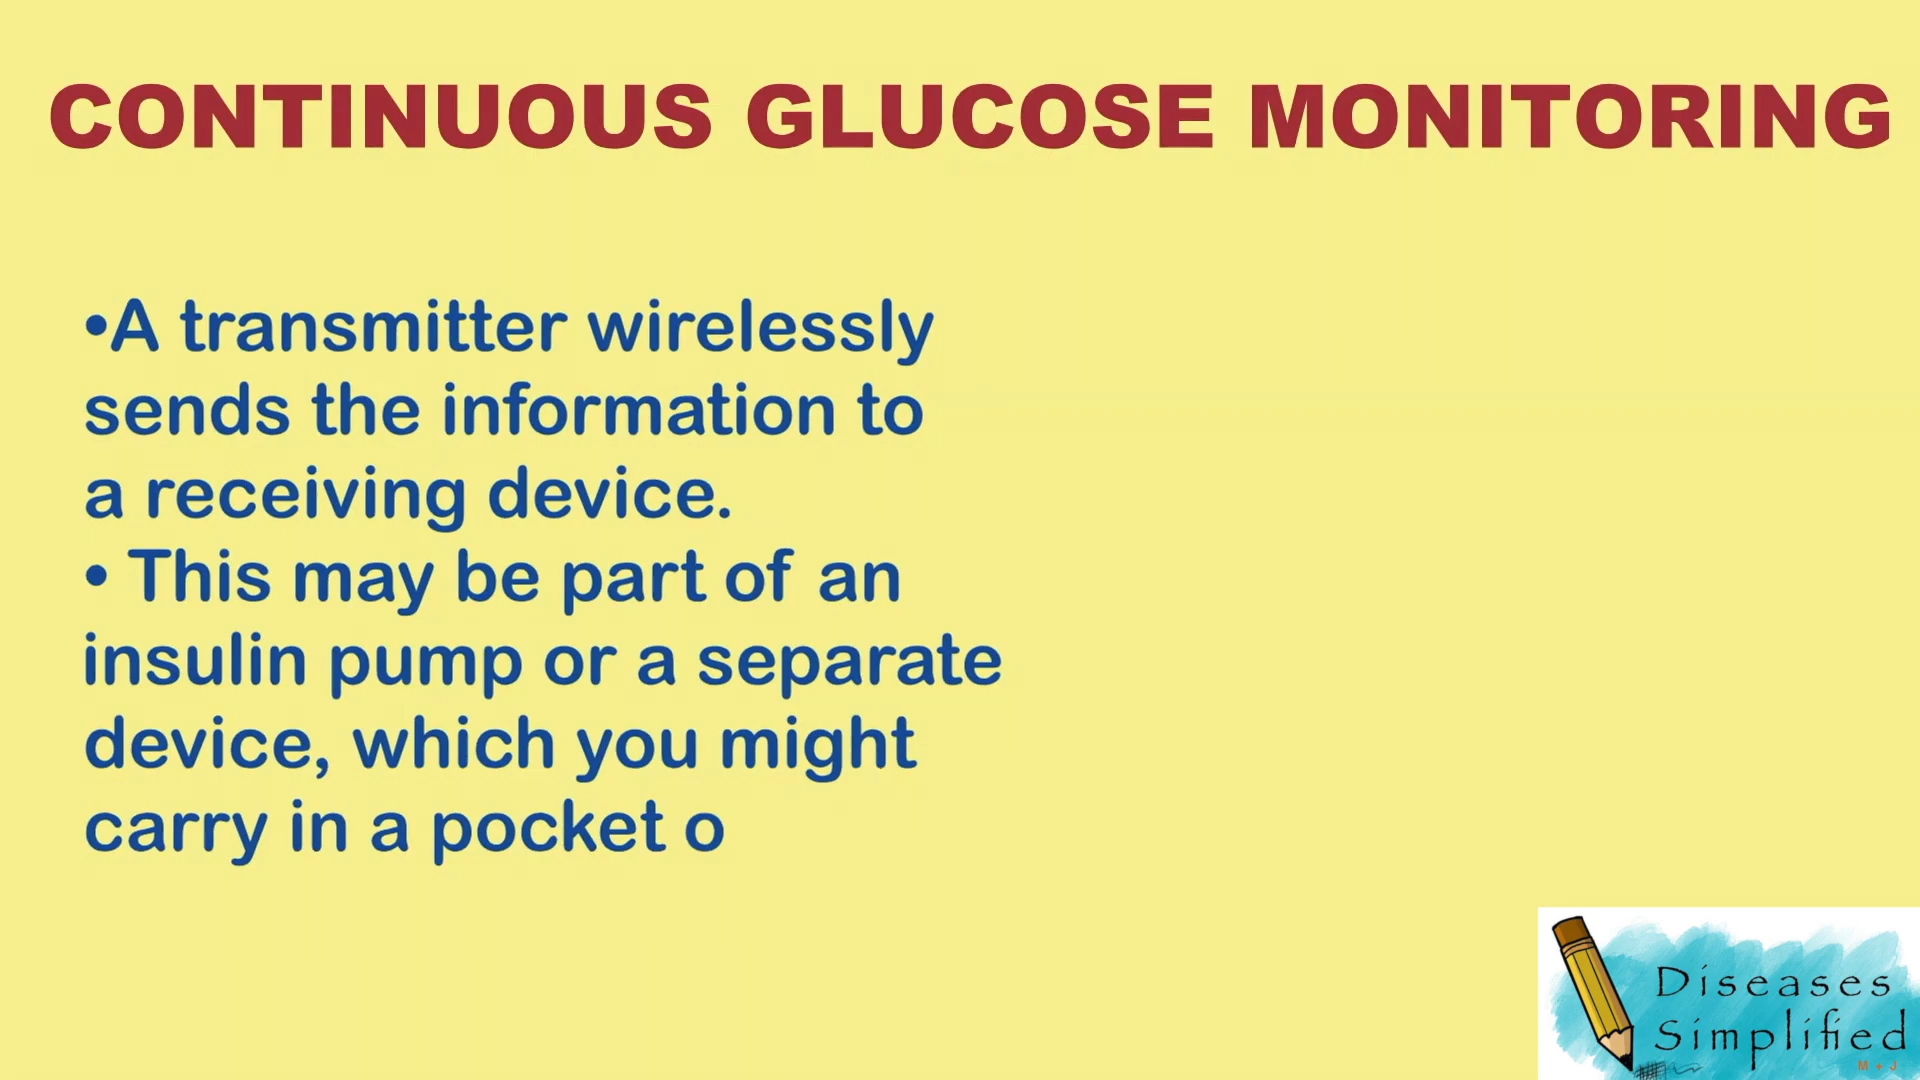 CONTINUOUS GLUCOSE MONITORING
•A transmitter wirelessly
sends the information to
a receiving device.
• This may be part of an
insulin pump or a separate
device, which you might
carry in a pocket o
Diseases
Simplified
M + J